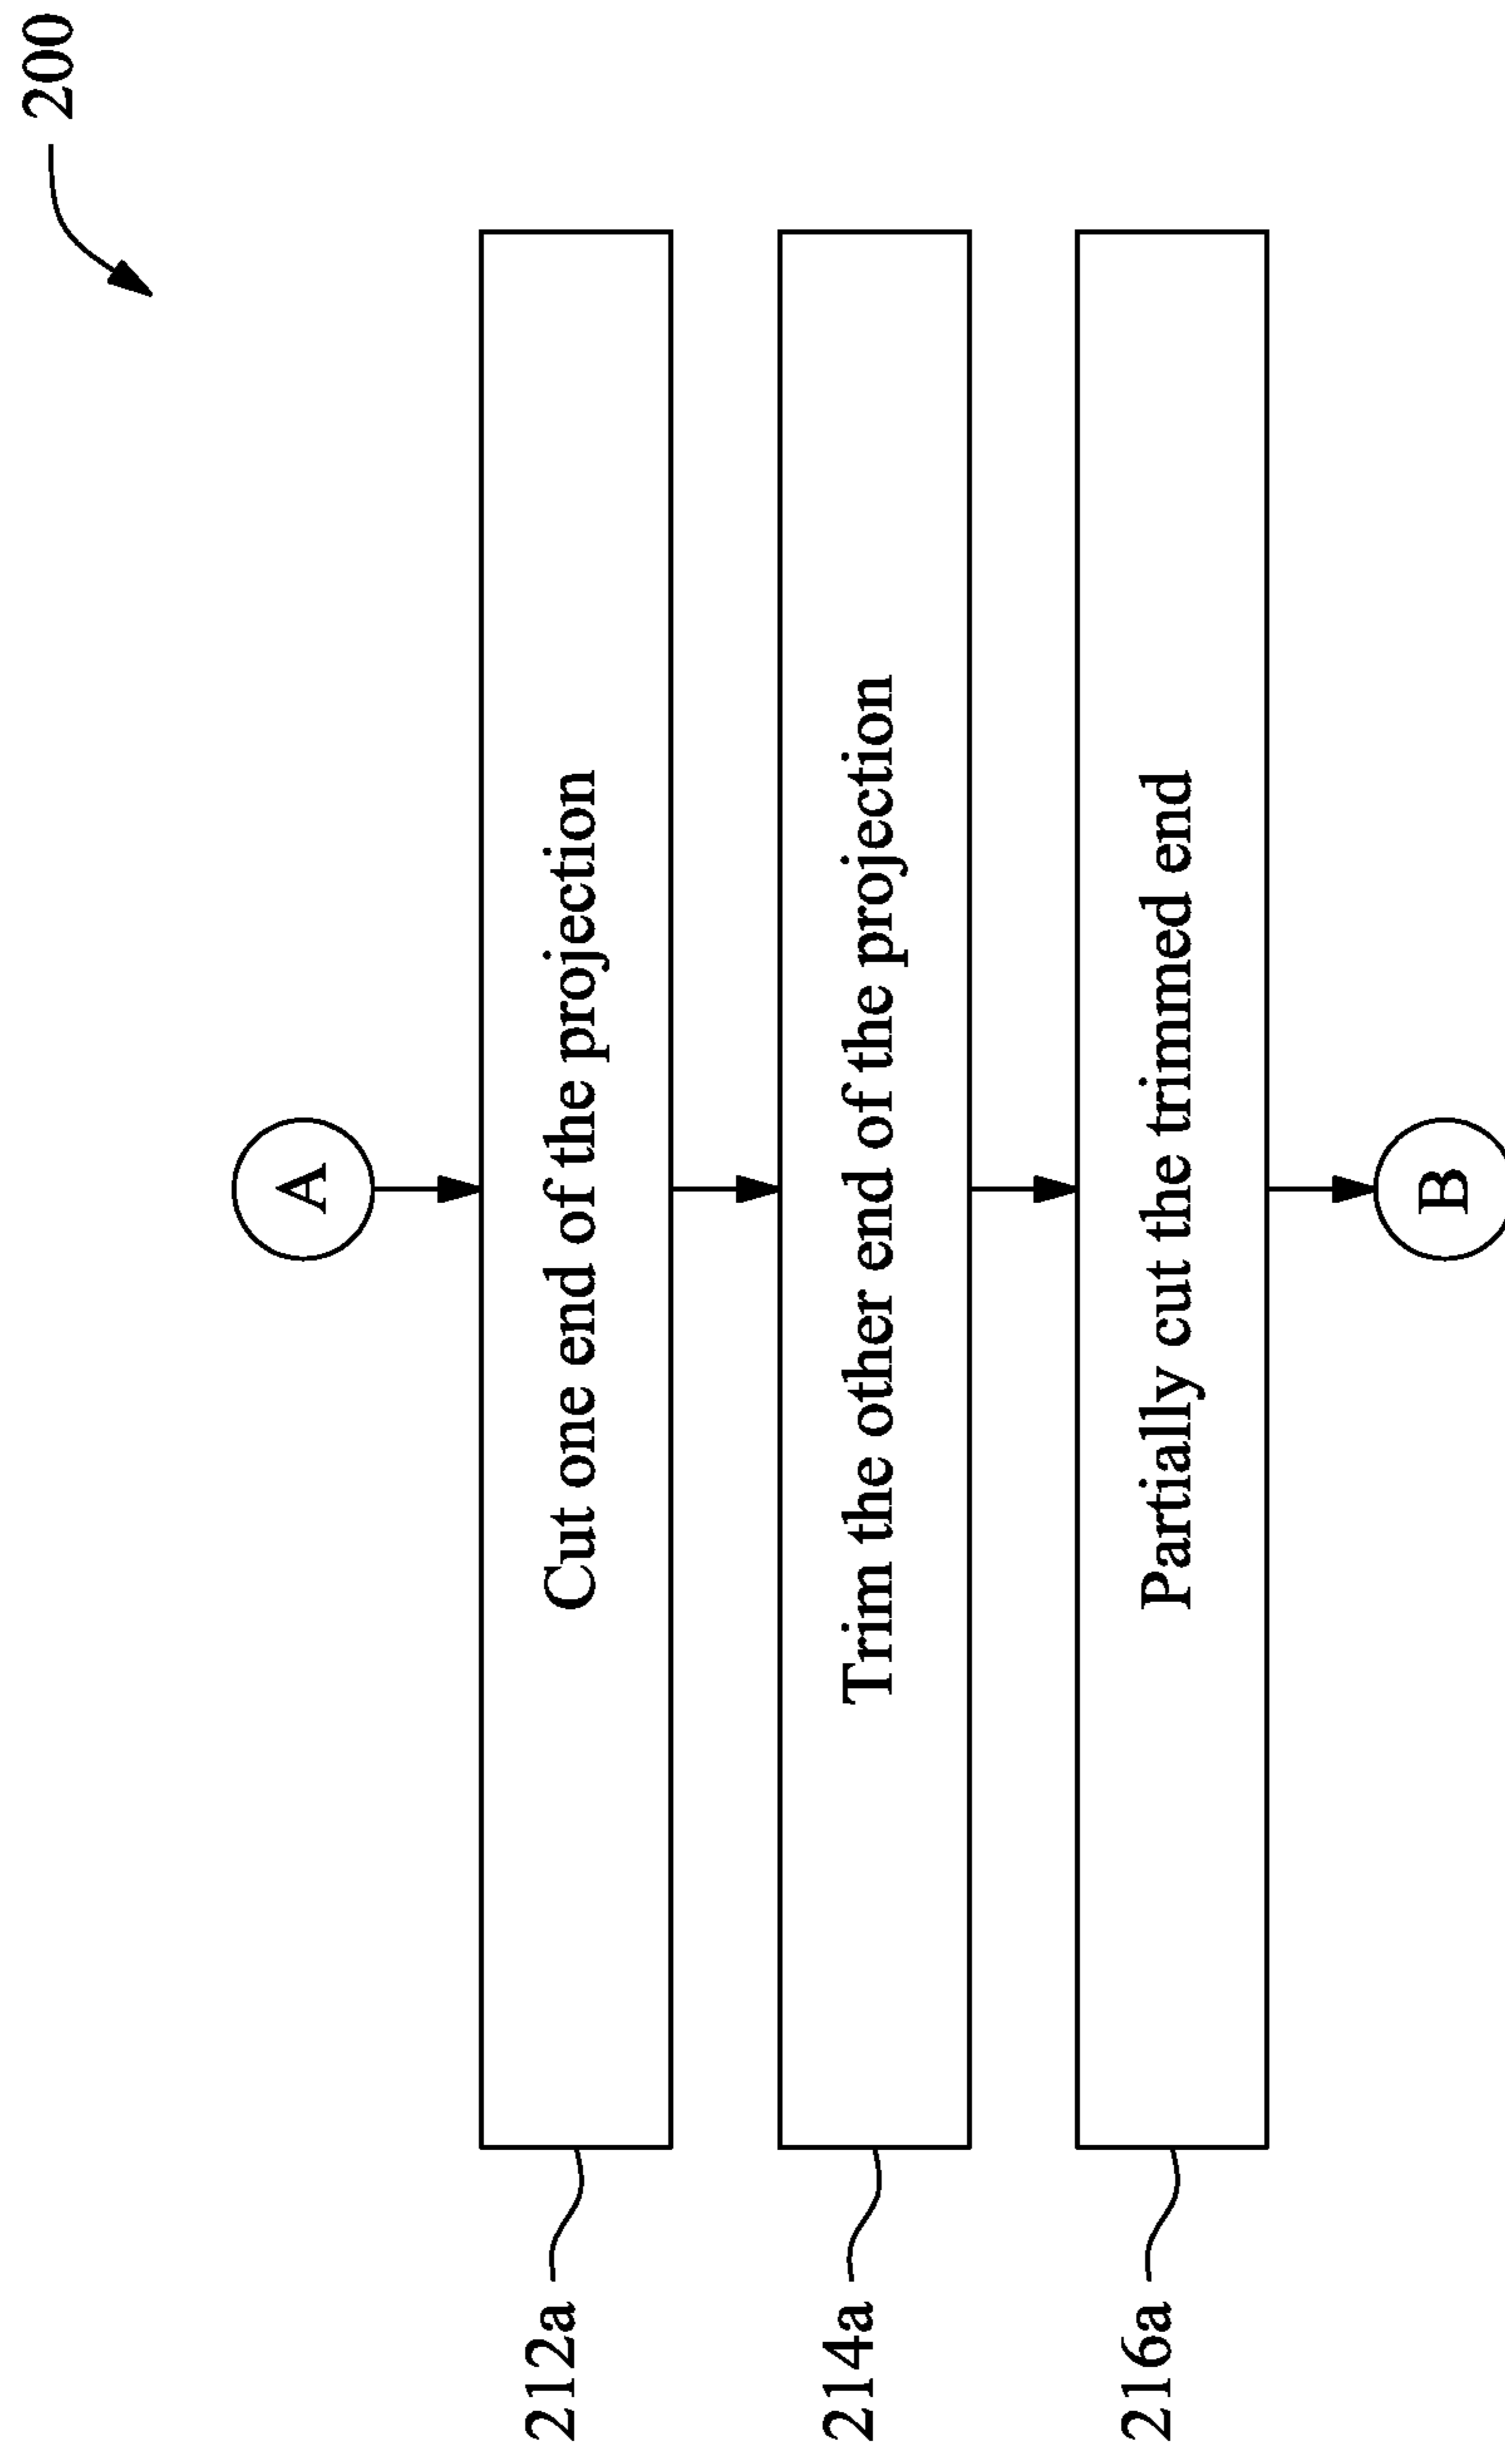 200
A
212a
Cut one end of the projection
214a
Trim the other end of the projection
216a
Partially cut the trimmed end
B